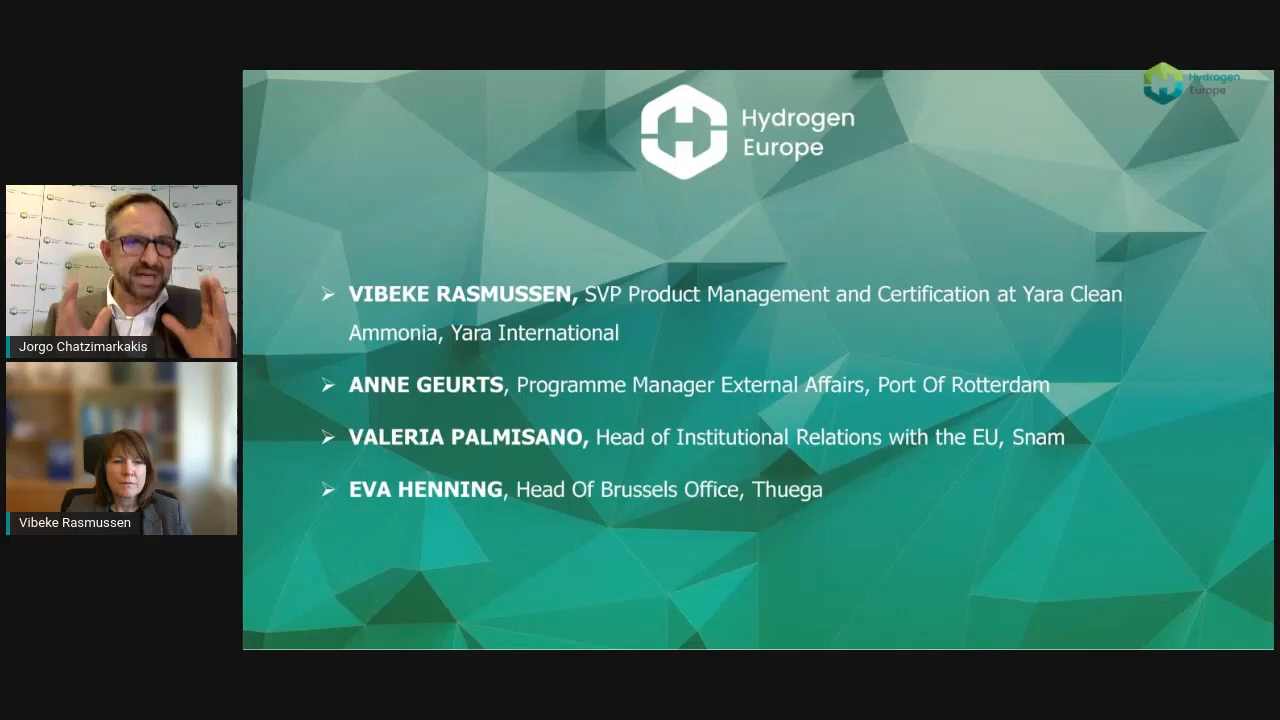 Hydrogen
Europe
Hydrogen
Europe
VIBEKE RASMUSSEN, SVP Product Management and Certification at Yara Clean
Ammonia, Yara International
ANNE GEURTS, Programme Manager External Affairs, Port Of Rotterdam
VALERIA PALMISANO, Head of Institutional Relations with the EU, Snam
EVA HENNING, Head Of Brussels Office, Thuega
Jorgo Chatzimarkakis
Vibeke Rasmussen